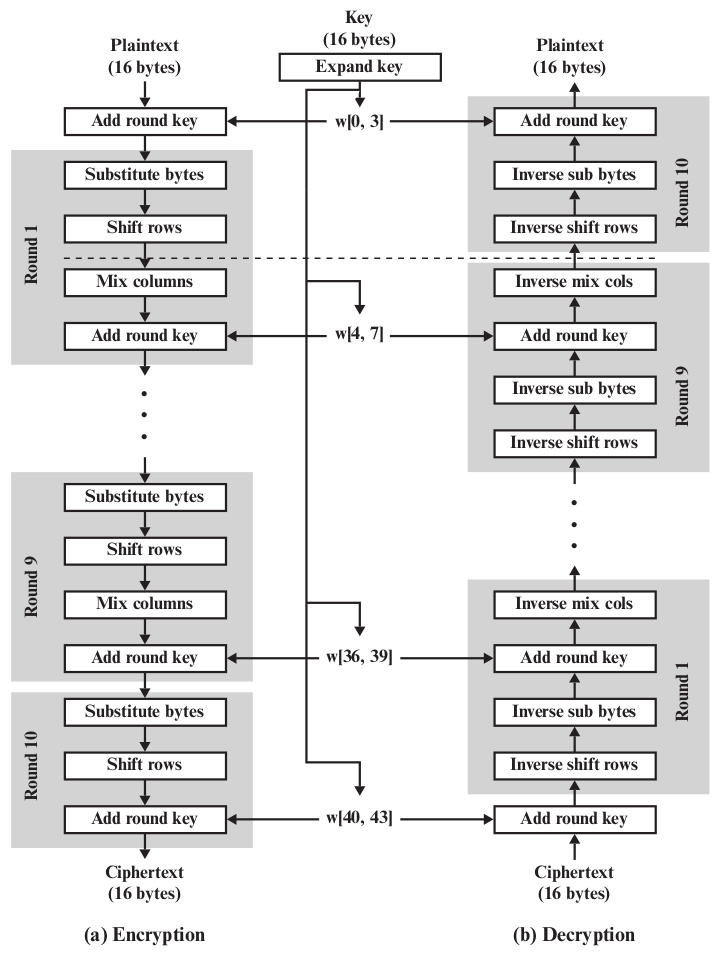 Key
(16 bytes)
Expand key
Plaintext
(16 bytes)
Add round key
Round 1
Substitute bytes
Shift rows
Mix columns
Add round key
Round 9
Substitute bytes
Shift rows
Mix columns
Add round key
Round 10
Substitute bytes
Shift rows
Add round key
Ciphertext
(16 bytes)
(a) Encryption
w[0, 3]
w[4, 7]
w[36, 39]
w[40, 43]
Plaintext
(16 bytes)
Add round key
Inverse sub bytes
Inverse shift rows
Round 10
Inverse mix cols
Add round key
Inverse sub bytes
Inverse shift rows
Round 9
Inverse mix cols
Add round key
Inverse sub bytes
Inverse shift rows
Round 1
Add round key
Ciphertext
(16 bytes)
(b) Decryption